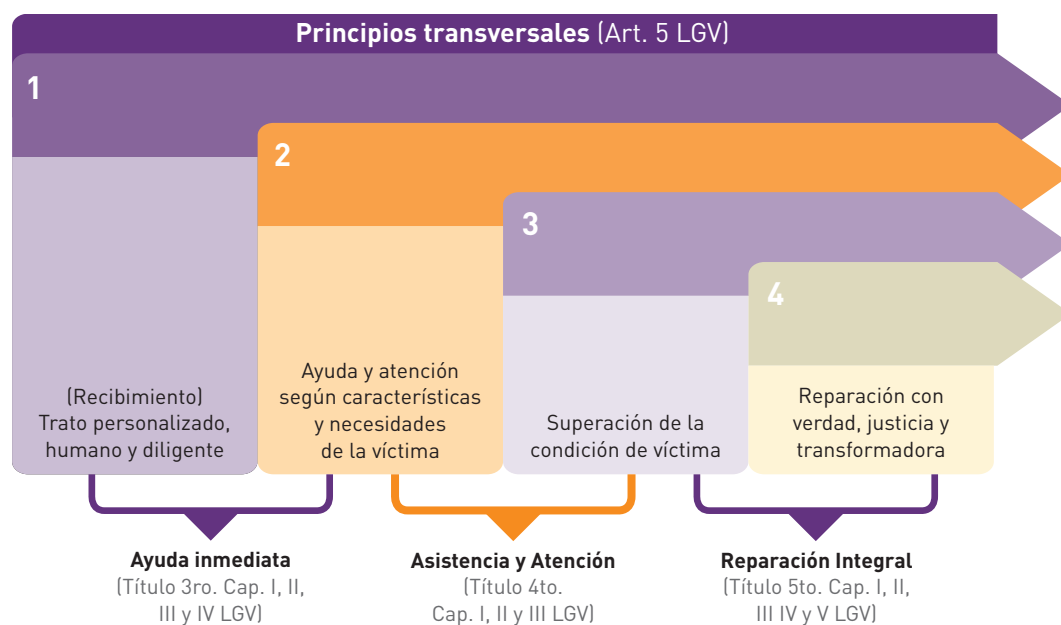 Principios transversales (Art. 5 LGV)
1
2
3
4
(Recibimiento)
Trato personalizado,
humano y diligente
Ayuda y atención
según características
y necesidades
de la víctima
Superación de la
condición de víctima
Reparación con
verdad, justicia y
transformadora
Ayuda inmediata
(Título 3ro. Cap. I, II,
III y IV LGV)
Asistencia y Atención
(Título 4to.
Cap. I, II y III LGV)
Reparación Integral
(Título 5to. Cap. I, II,
III IV y V LGV)